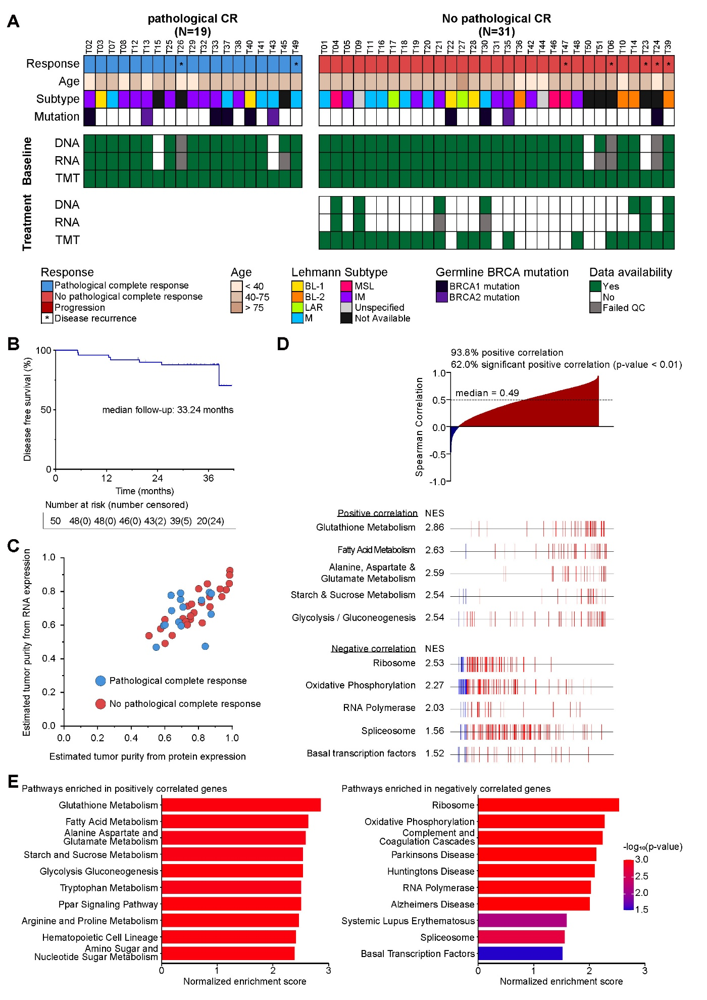 A
pathological CR
(N=19)
No pathological CR
(N=31)
T02 T03 T07 T08 T12 T13 T15 T25 T26 T29 T32 T33 T37 T38 T40 T41 T43 T45 T49
T01 T04 T05 T09 T11 T16 T17 T18 T19 T20 T21 T22 T27 T28 T30 T31 T35 T36 T42 T44 T46 T47 T48 T50 T51 T06 T10 T14 T23 T24 T39
Response * * * * * * *
Age
Subtype
Mutation
Baseline
DNA
RNA
TMT
Treatment
DNA
RNA
TMT
Response
Pathological complete response
No pathological complete response
Progression
* Disease recurrence
Age
< 40
40-75
> 75
Lehmann Subtype
BL-1
BL-2
LAR
M
MSL
IM
Unspecified
Not Available
Germline BRCA mutation
BRCA1 mutation
BRCA2 mutation
Data availability
Yes
No
Failed QC
B
Disease free survival (%)
100
50
0
median follow-up: 33.24 months
0 12 24 36
Time (months)
Number at risk (number censored)
50 48(0) 48(0) 46(0) 43(2) 39(5) 20(24)
C
Estimated tumor purity from RNA expression
1.0
0.8
0.6
0.4
0.2
0.0
Pathological complete response
No pathological complete response
0.0 0.2 0.4 0.6 0.8 1.0
Estimated tumor purity from protein expression
D
93.8% positive correlation
62.0% significant positive correlation (p-value < 0.01)
Spearman Correlation
1.0
0.5
0.0
-0.5
-1.0
median = 0.49
Positive correlation NES
Glutathione Metabolism 2.86
Fatty Acid Metabolism 2.63
Alanine, Aspartate &
Glutamate Metabolism 2.59
Starch & Sucrose Metabolism 2.54
Glycolysis / Gluconeogenesis 2.54
Negative correlation NES
Ribosome 2.53
Oxidative Phosphorylation 2.27
RNA Polymerase 2.03
Spliceosome 1.56
Basal transcription factors 1.52
E
Pathways enriched in positively correlated genes
Glutathione Metabolism
Fatty Acid Metabolism
Alanine Aspartate and
Glutamate Metabolism
Starch and Sucrose Metabolism
Glycolysis Gluconeogenesis
Tryptophan Metabolism
Ppar Signaling Pathway
Arginine and Proline Metabolism
Hematopoietic Cell Lineage
Amino Sugar and
Nucleotide Sugar Metabolism
0 1 2 3
Normalized enrichment score
Pathways enriched in negatively correlated genes
Ribosome
Oxidative Phosphorylation
Complement and
Coagulation Cascades
Parkinsons Disease
Huntingtons Disease
RNA Polymerase
Alzheimers Disease
Systemic Lupus Erythematosus
Spliceosome
Basal Transcription Factors
0 1 2 3
Normalized enrichment score
-log₁₀(p-value)
3.0
2.5
2.0
1.5